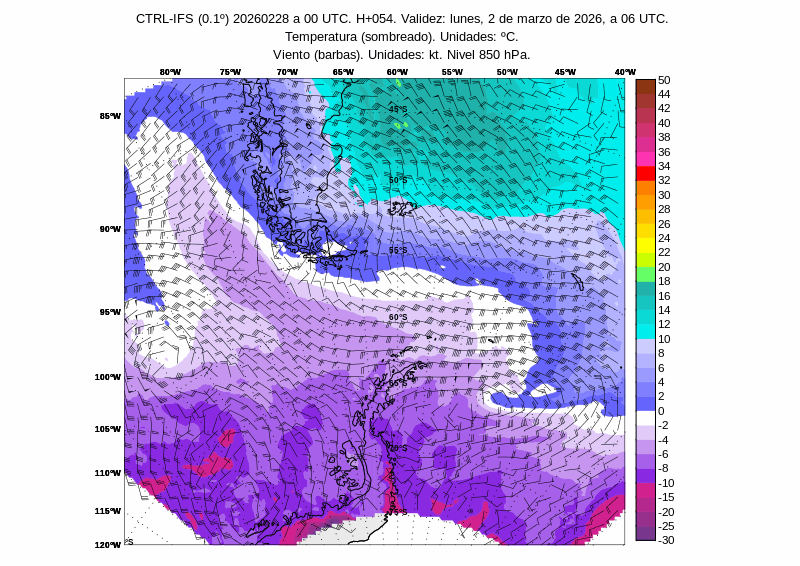 CTRL-IFS (0.1º) 20260228 a 00 UTC. H+054. Validez: lunes, 2 de marzo de 2026, a 06 UTC.
Temperatura (sombreado). Unidades: ºC.
Viento (barbas). Unidades: kt. Nivel 850 hPa.
80°W 75°W 70°W 65°W 60°W 55°W 50°W 45°W 40°W
85°W
90°W
95°W
100°W
105°W
110°W
115°W
120°W
45°S
50°S
55°S
60°S
65°S
70°S
°S
50
44
42
40
38
36
34
32
30
28
26
24
22
20
18
16
14
12
10
8
6
4
2
0
-2
-4
-6
-8
-10
-15
-20
-25
-30